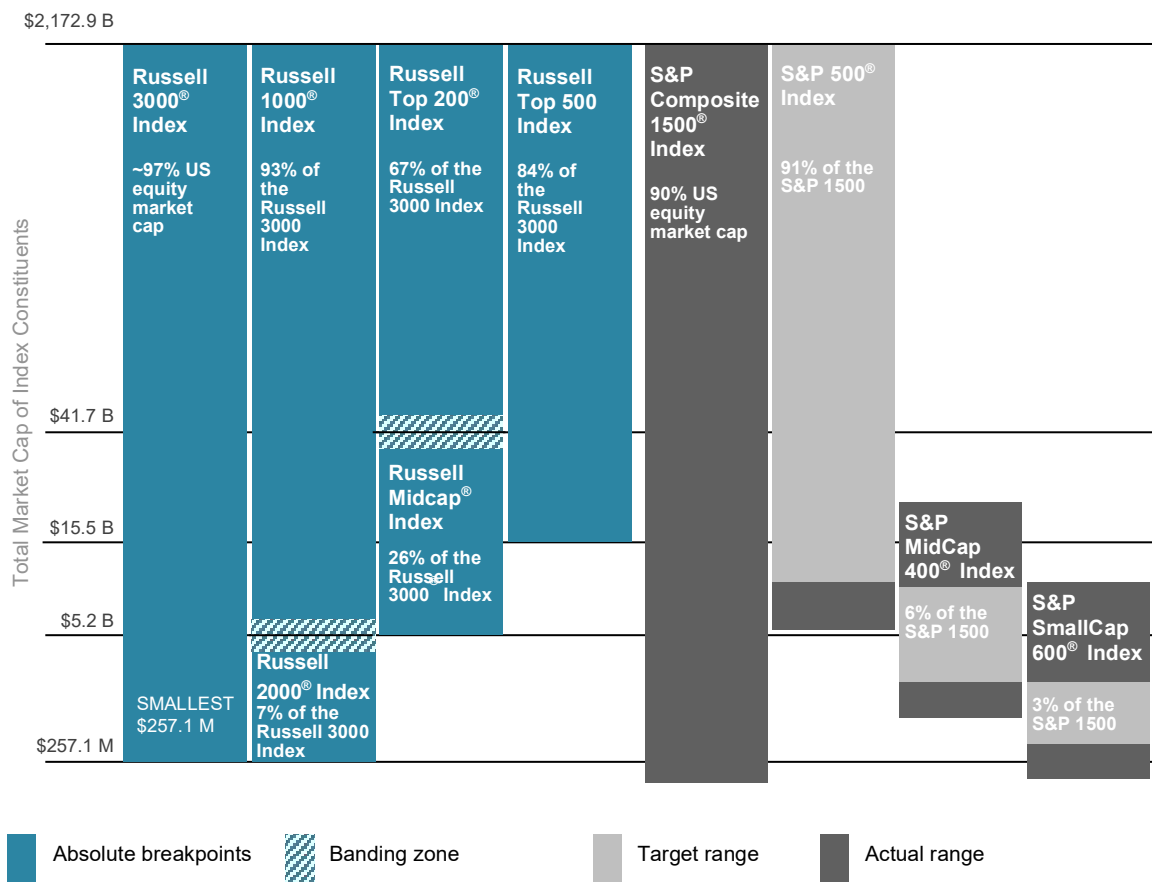 $2,172.9 B
Total Market Cap of Index Constituents
$41.7 B
$15.5 B
$5.2 B
$257.1 M
Russell
3000®
Index
~97% US
equity
market
cap
SMALLEST
$257.1 M
Russell
1000®
Index
93% of
the
Russell
3000
Index
Russell
2000® Index
7% of the
Russell 3000
Index
Russell
Top 200®
Index
67% of the
Russell
3000 Index
Russell
Midcap®
Index
26% of the
Russell
3000® Index
Russell
Top 500
Index
84% of
the
Russell
3000
Index
S&P
Composite
1500®
Index
90% US
equity
market cap
S&P 500®
Index
91% of the
S&P 1500
S&P
MidCap
400® Index
6% of the
S&P 1500
S&P
SmallCap
600® Index
3% of the
S&P 1500
Absolute breakpoints
Banding zone
Target range
Actual range